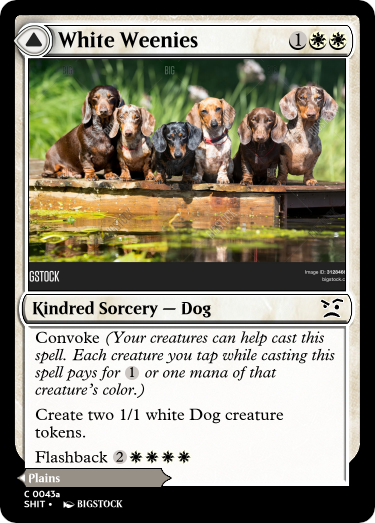 White Weenies 1
BIG
GSTOCK
Image ID: 3128486
bigstock.c
Kindred Sorcery — Dog
Convoke (Your creatures can help cast this
spell. Each creature you tap while casting this
spell pays for 1 or one mana of that
creature's color.)
Create two 1/1 white Dog creature
tokens.
Flashback 2
Plains
C 0043a
SHIT • BIGSTOCK